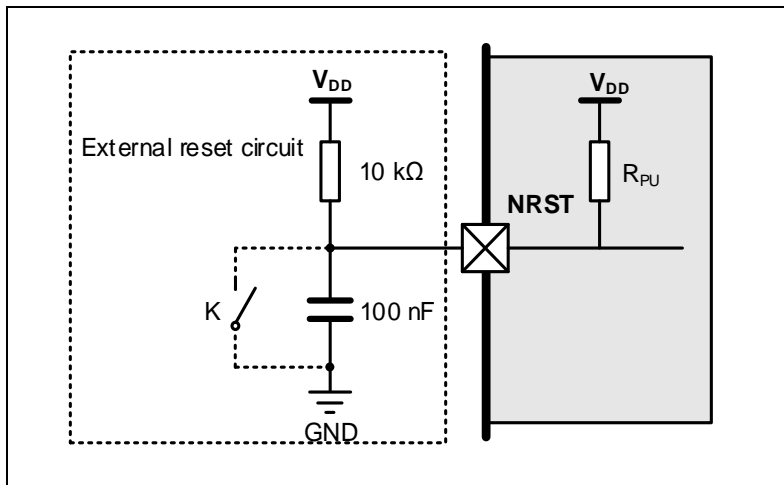 VDD
VDD
External reset circuit
10 kΩ
RPU
NRST
K
100 nF
GND